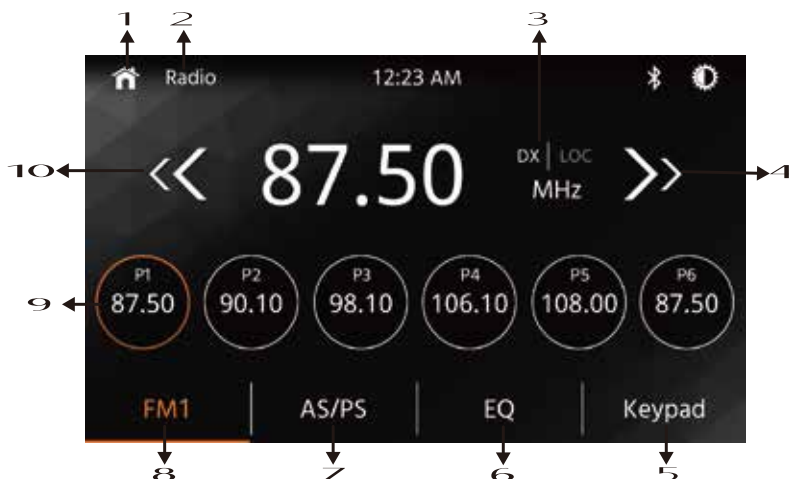 1 2 3
Radio 12:23 AM
10 87.50 DX | LOC 4
MHz
P1 P2 P3 P4 P5 P6
9 87.50 90.10 98.10 106.10 108.00 87.50
FM1 AS/PS EQ Keypad
8 7 6 5